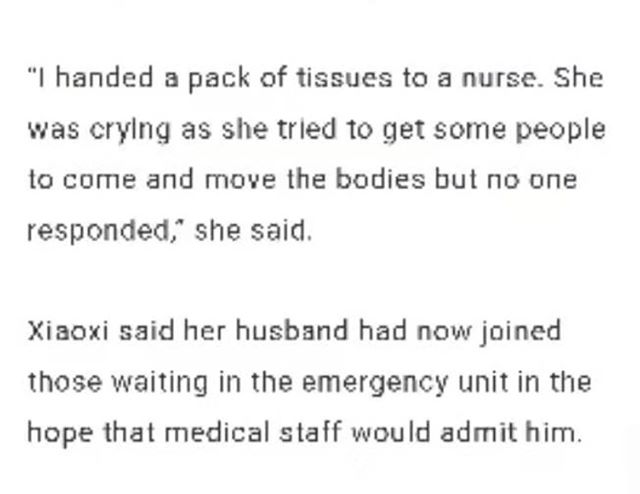 "I handed a pack of tissues to a nurse. She
was crying as she tried to get some people
to come and move the bodies but no one
responded," she said.
Xiaoxi said her husband had now joined
those waiting in the emergency unit in the
hope that medical staff would admit him.